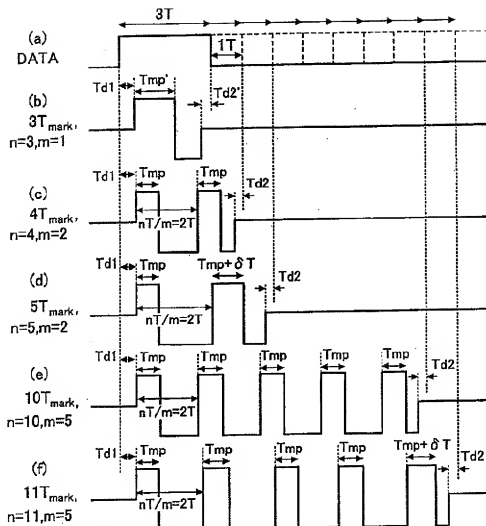 3T
(a)
DATA
1T
Td1
Tmp'
Td2'
(b)
3Tmark,
n=3,m=1
Td1
Tmp
Tmp
Td2
(c)
4Tmark,
n=4,m=2
nT/m=2T
Td1
Tmp
Tmp+δT
Td2
(d)
5Tmark,
n=5,m=2
nT/m=2T
Td1
Tmp
Tmp
Tmp
Tmp
Tmp
Td2
(e)
10Tmark,
n=10,m=5
nT/m=2T
Td1
Tmp
Tmp
Tmp
Tmp
Tmp+δT
Td2
(f)
11Tmark,
n=11,m=5
nT/m=2T